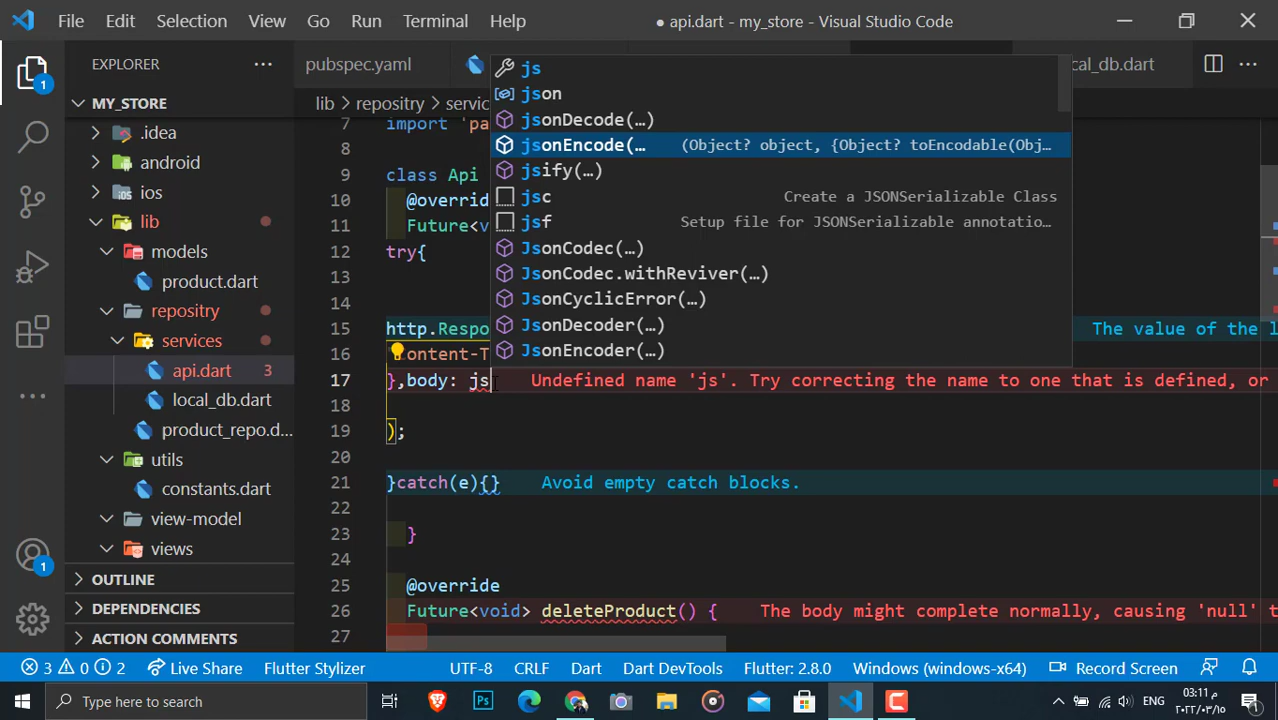 File Edit Selection View Go Run Terminal Help
● api.dart - my_store - Visual Studio Code
EXPLORER
pubspec.yaml
cal_db.dart
MY_STORE
lib > repositry > servic
.idea
android
ios
lib
models
product.dart
repositry
services
api.dart 3
local_db.dart
product_repo.d...
utils
constants.dart
view-model
views
OUTLINE
DEPENDENCIES
ACTION COMMENTS
1
1
js
json
jsonDecode(…)
jsonEncode(… (Object? object, {Object? toEncodable(Obj…
jsify(…)
jsc Create a JSONSerializable Class
jsf Setup file for JSONSerializable annotatio…
JsonCodec(…)
JsonCodec.withReviver(…)
JsonCyclicError(…)
JsonDecoder(…)
JsonEncoder(…)
7 import 'pa
8
9 class Api
10 @overrid
11 Future<v
12 try{
13
14
15 http.Respo The value of the l
16 ontent-T
17 },body: js Undefined name 'js'. Try correcting the name to one that is defined, or
18
19 );
20
21 }catch(e){} Avoid empty catch blocks.
22
23 }
24
25 @override
26 Future<void> deleteProduct() { The body might complete normally, causing 'null' t
27
3 0 2 Live Share Flutter Stylizer UTF-8 CRLF Dart Dart DevTools Flutter: 2.8.0 Windows (windows-x64) Record Screen
Type here to search
Ps
ENG
03:11 م
٢٠٢٢/٠٣/١٥
1